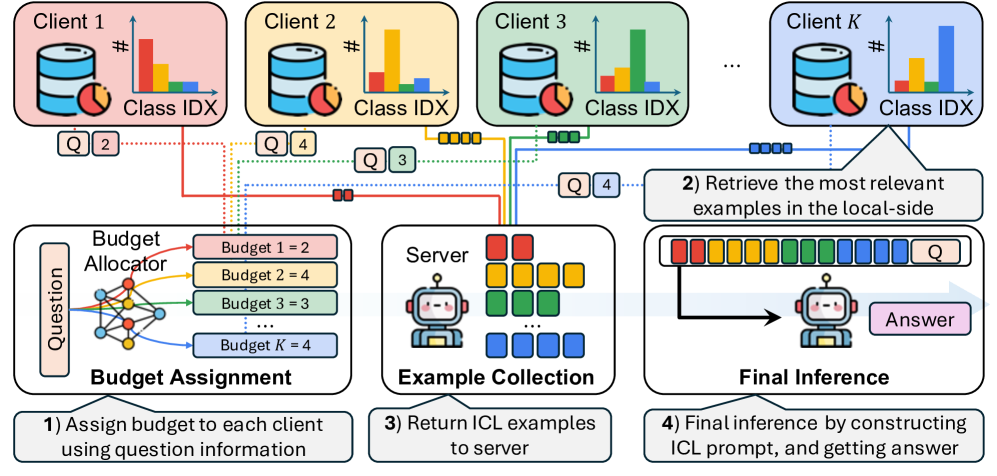 Client 1
#
Class IDX
Client 2
#
Class IDX
Client 3
#
Class IDX
...
Client K
#
Class IDX
Q 2
Q 4
Q 3
Q 4
2) Retrieve the most relevant
examples in the local-side
Question
Budget
Allocator
Budget 1 = 2
Budget 2 = 4
Budget 3 = 3
...
Budget K = 4
Budget Assignment
Server
...
Example Collection
Q
Answer
Final Inference
1) Assign budget to each client
using question information
3) Return ICL examples
to server
4) Final inference by constructing
ICL prompt, and getting answer